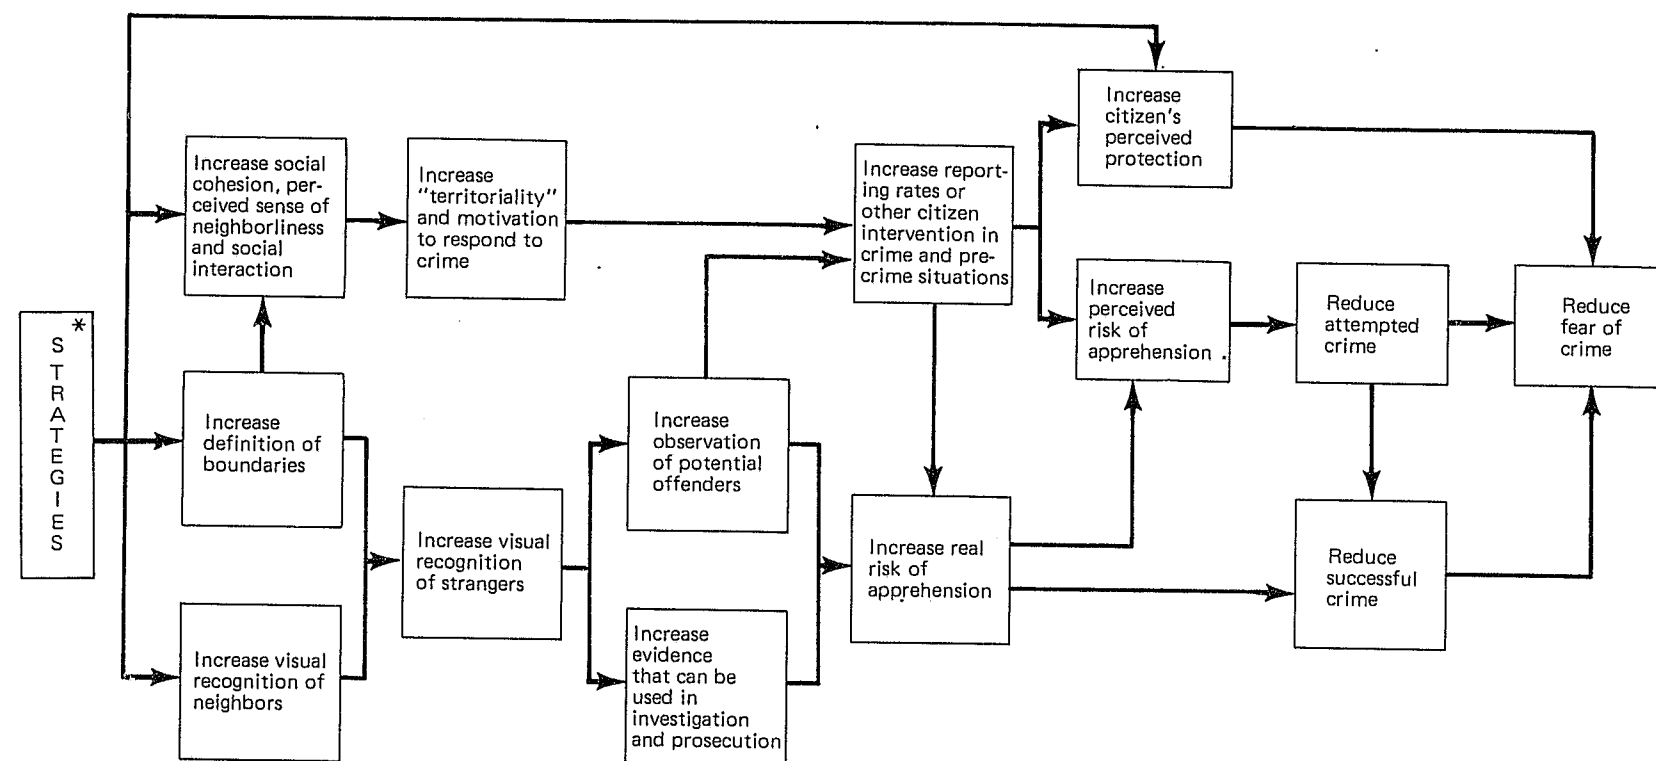 *
STRATEGIES
Increase social
cohesion, per-
ceived sense of
neighborliness
and social
interaction
Increase
definition of
boundaries
Increase visual
recognition of
neighbors
Increase
"territoriality"
and motivation
to respond to
crime
Increase visual
recognition
of strangers
Increase
observation
of potential
offenders
Increase
evidence
that can be
used in
investigation
and prosecution
Increase report-
ing rates or
other citizen
intervention in
crime and pre-
crime situations
Increase real
risk of
apprehension
Increase
citizen's
perceived
protection
Increase
perceived
risk of
apprehension
Reduce
attempted
crime
Reduce
successful
crime
Reduce
fear of
crime